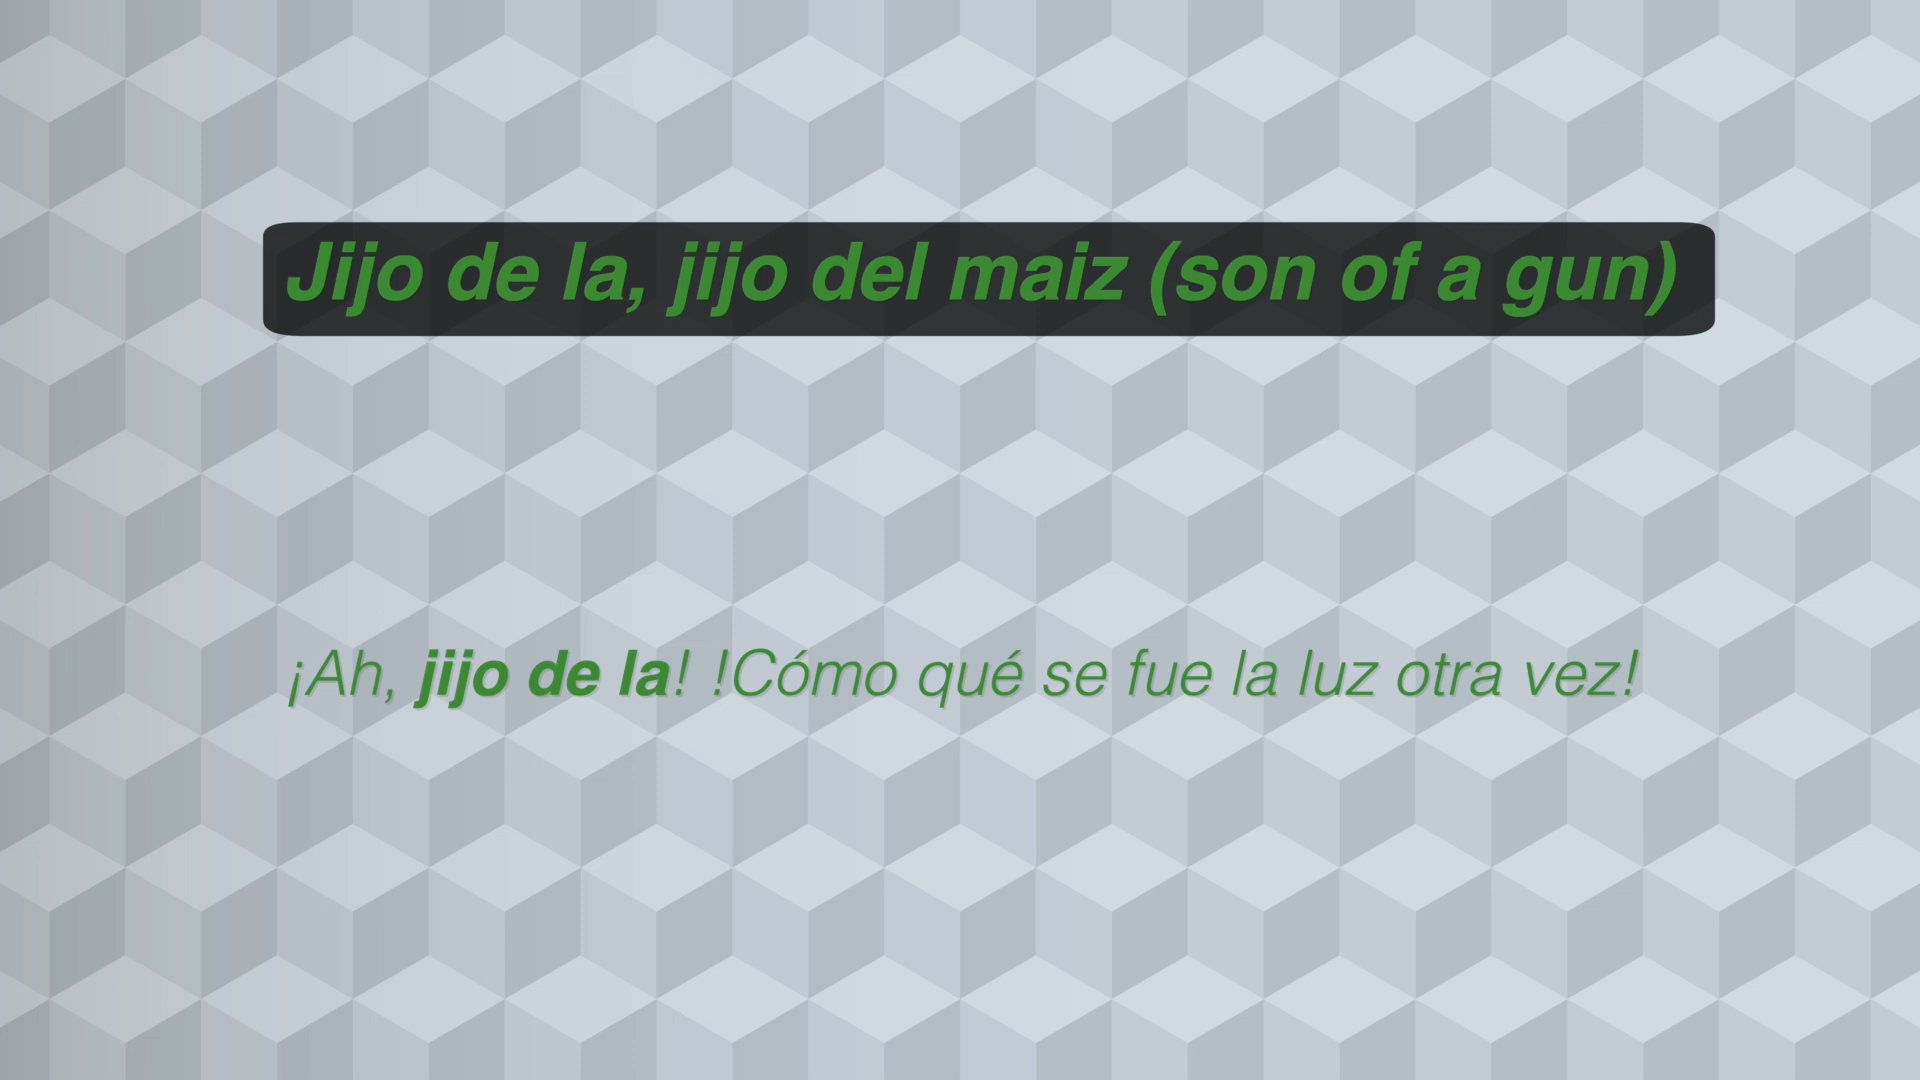 Jijo de la, jijo del maiz (son of a gun)
¡Ah, jijo de la! !Cómo qué se fue la luz otra vez!